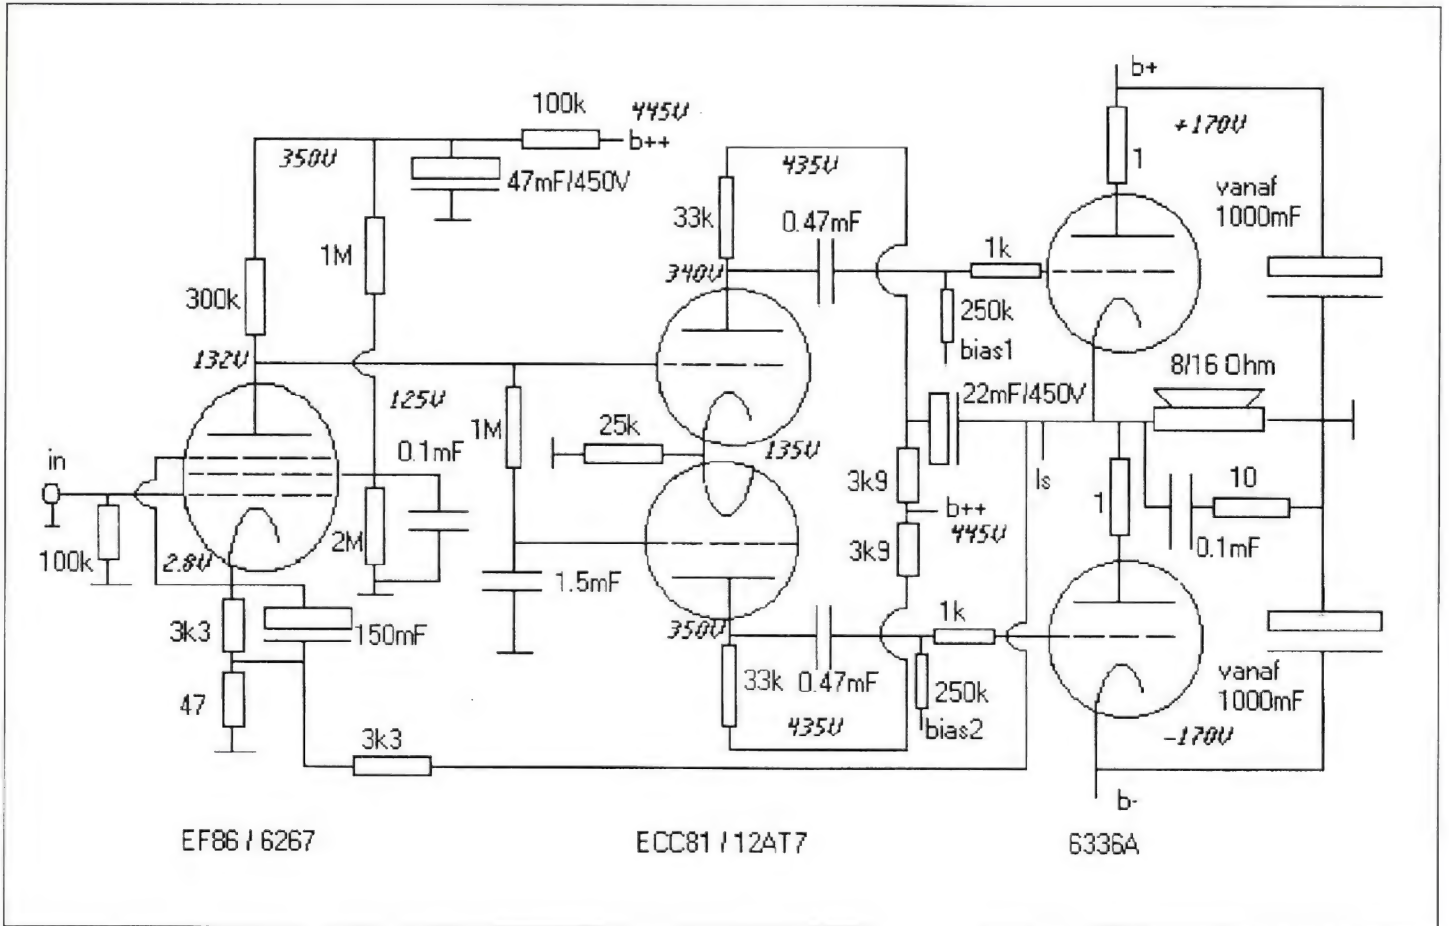 b+
100k
445V
b++
+170V
350V
47mF/450V
435V
1
vanaf
1000mF
33k
0.47mF
1M
1k
340V
300k
250k
bias1
132V
8/16 Ohm
125V
22mF/450V
1M
25k
0.1mF
135V
in
3k9
ls
10
b++
1
2M
445V
100k
2.8V
3k9
0.1mF
1.5mF
1k
3k3
150mF
350V
33k
0.47mF
250k
vanaf
1000mF
47
435V
bias2
-170V
3k3
b-
EF86 / 6267
ECC81 / 12AT7
6336A